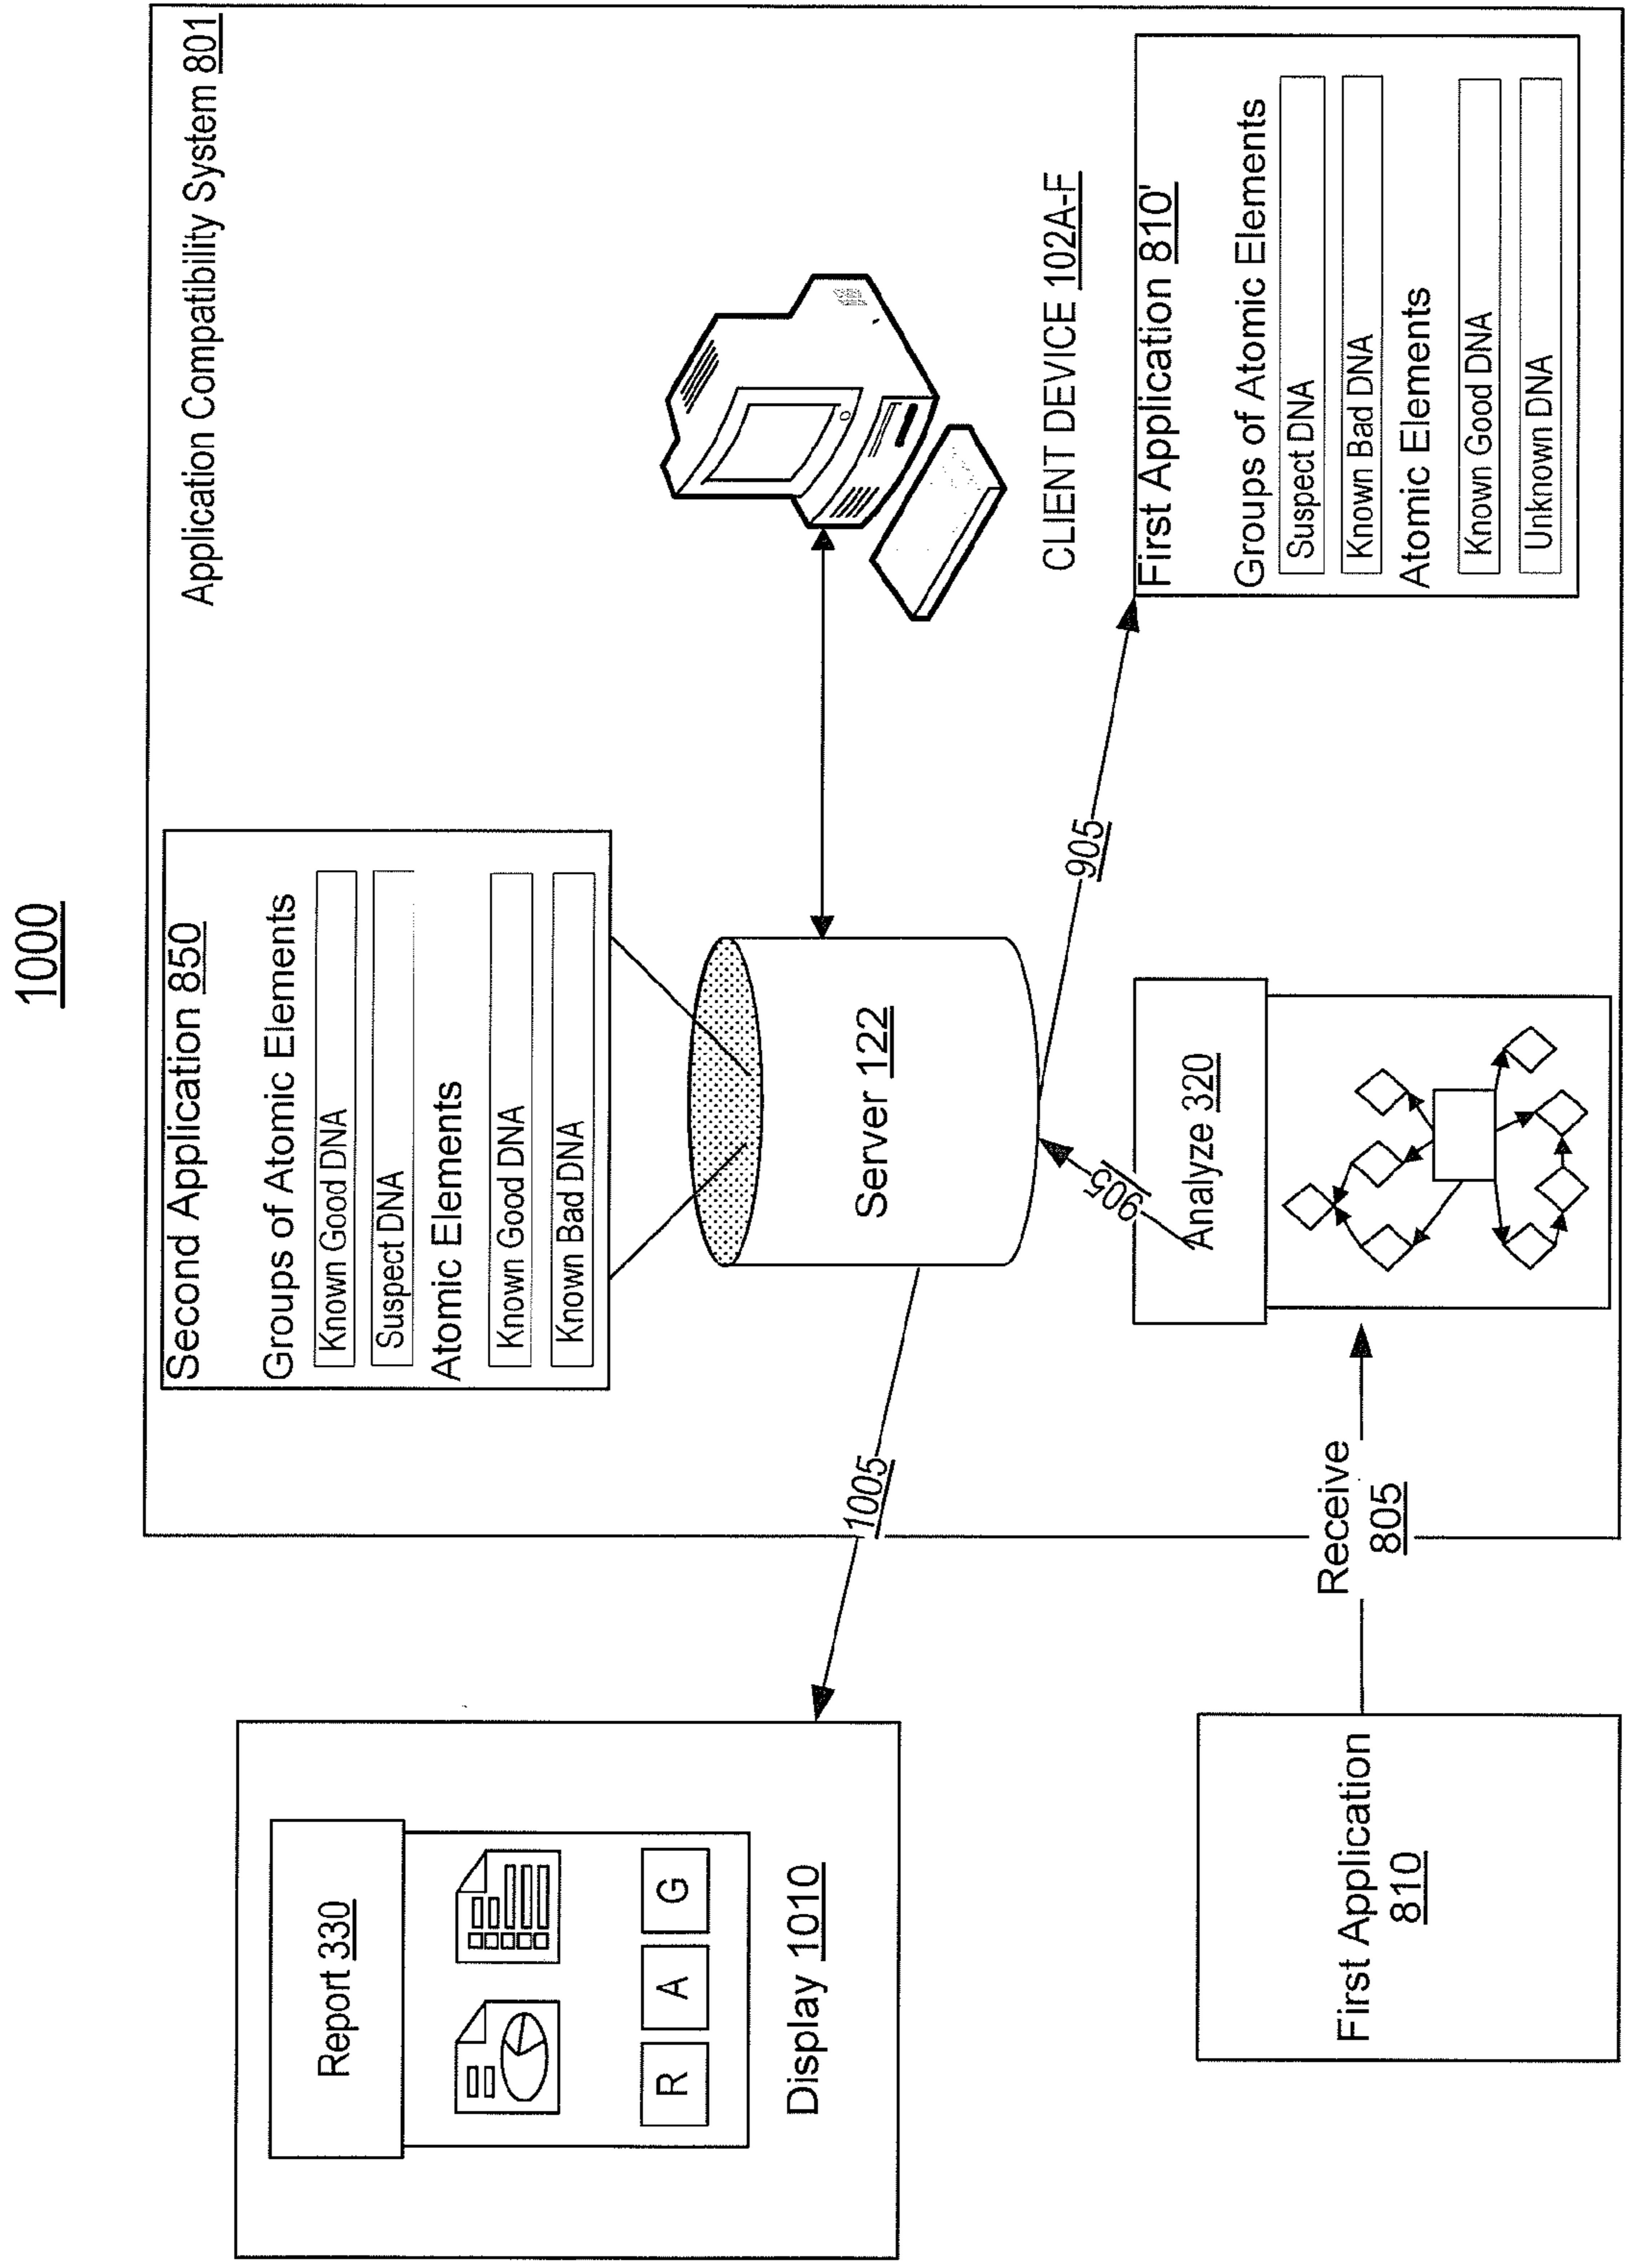 1000
Application Compatibility System 801
Second Application 850
Groups of Atomic Elements
Known Good DNA
Suspect DNA
Atomic Elements
Known Good DNA
Known Bad DNA
Server 122
CLIENT DEVICE 102A-F
905
905
1005
First Application 810'
Groups of Atomic Elements
Suspect DNA
Known Bad DNA
Atomic Elements
Known Good DNA
Unknown DNA
Analyze 320
Receive
805
Report 330
R A G
Display 1010
First Application
810